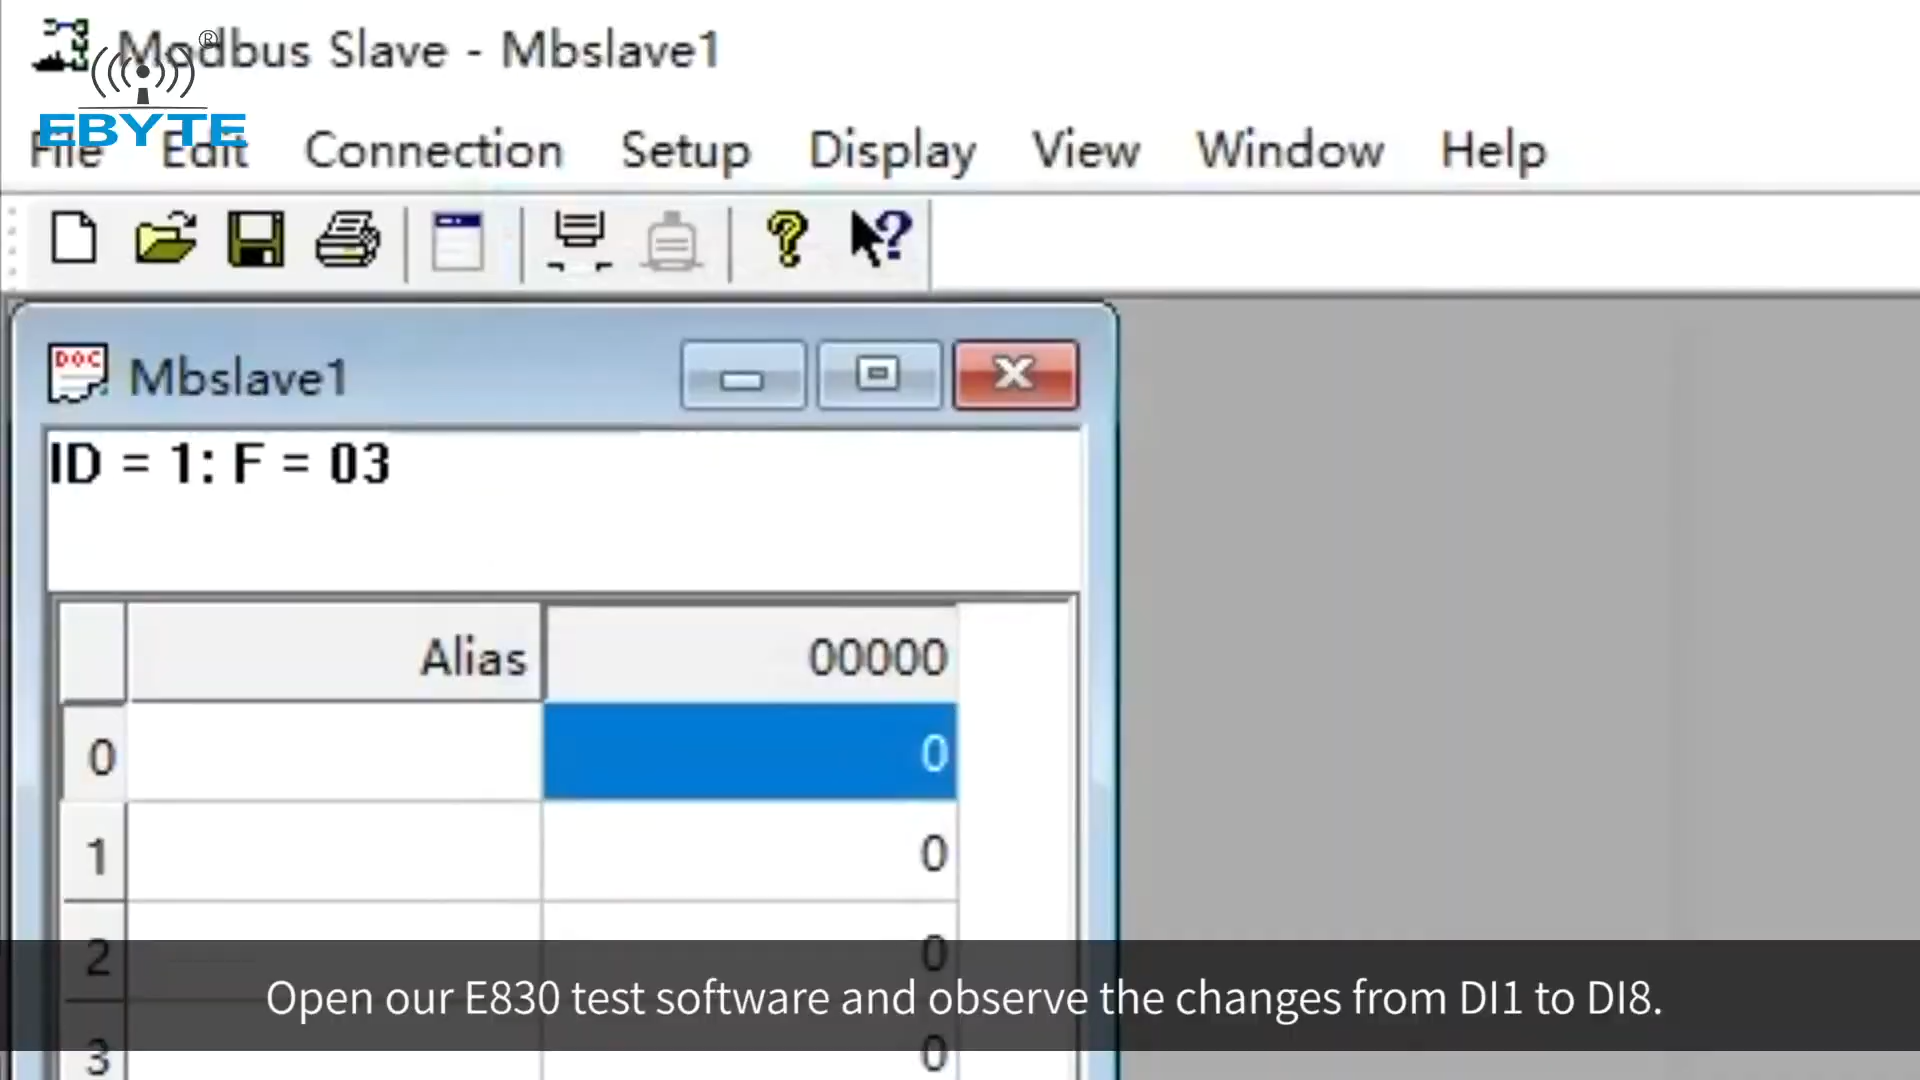 Modbus Slave - Mbslave1
®
EBYTE
File Edit Connection Setup Display View Window Help
DOC Mbslave1
ID = 1: F = 03
Alias 00000
0 0
1 0
2 0
3 0
Open our E830 test software and observe the changes from DI1 to DI8.